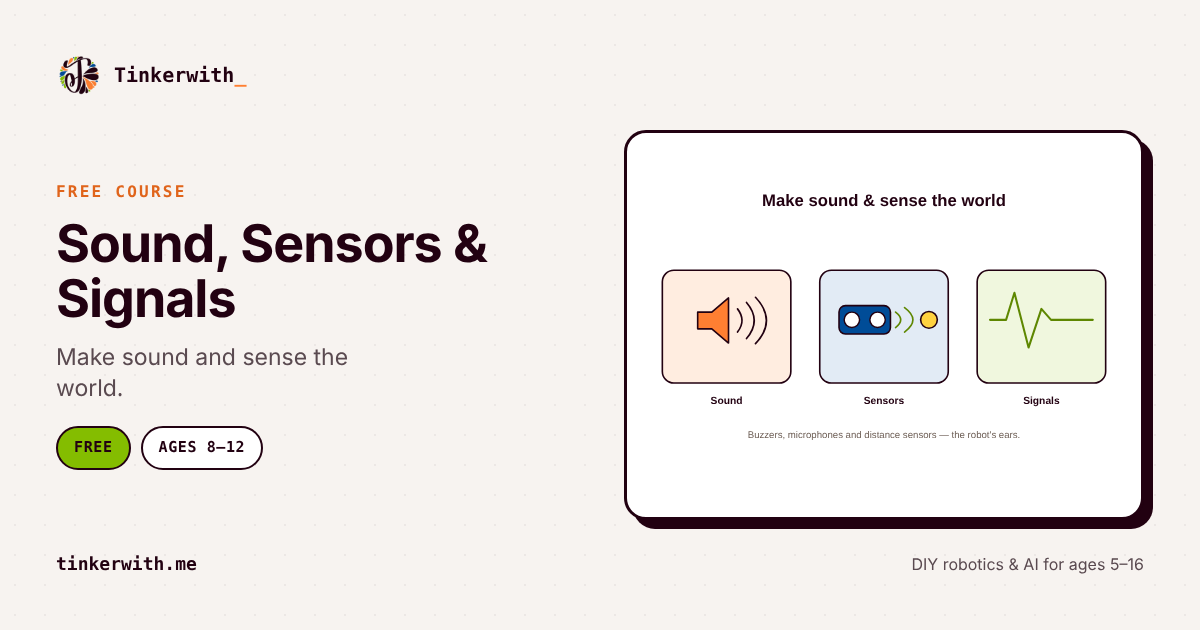 Tinkerwith_
FREE COURSE
Sound, Sensors &
Signals
Make sound and sense the
world.
FREE
AGES 8–12
tinkerwith.me
Make sound & sense the world
Sound
Sensors
Signals
Buzzers, microphones and distance sensors — the robot's ears.
DIY robotics & AI for ages 5–16